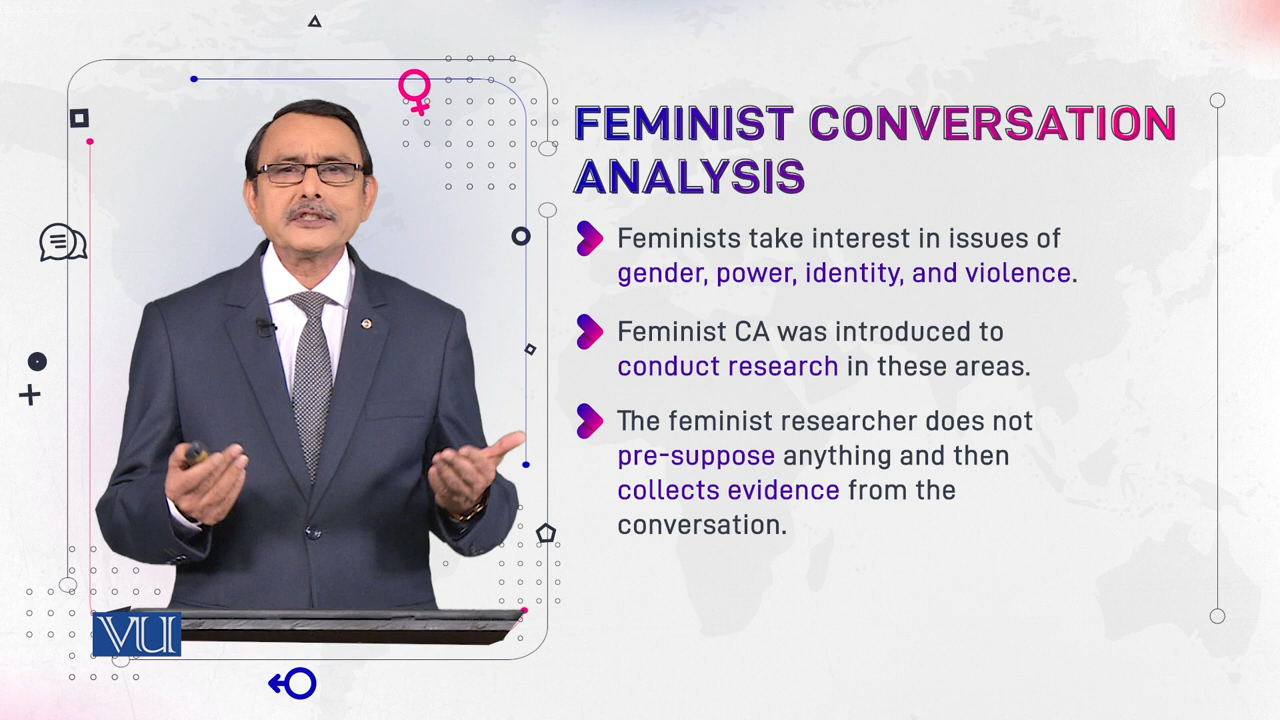 FEMINIST CONVERSATION
ANALYSIS
Feminists take interest in issues of
gender, power, identity, and violence.
Feminist CA was introduced to
conduct research in these areas.
The feminist researcher does not
pre-suppose anything and then
collects evidence from the
conversation.
VU